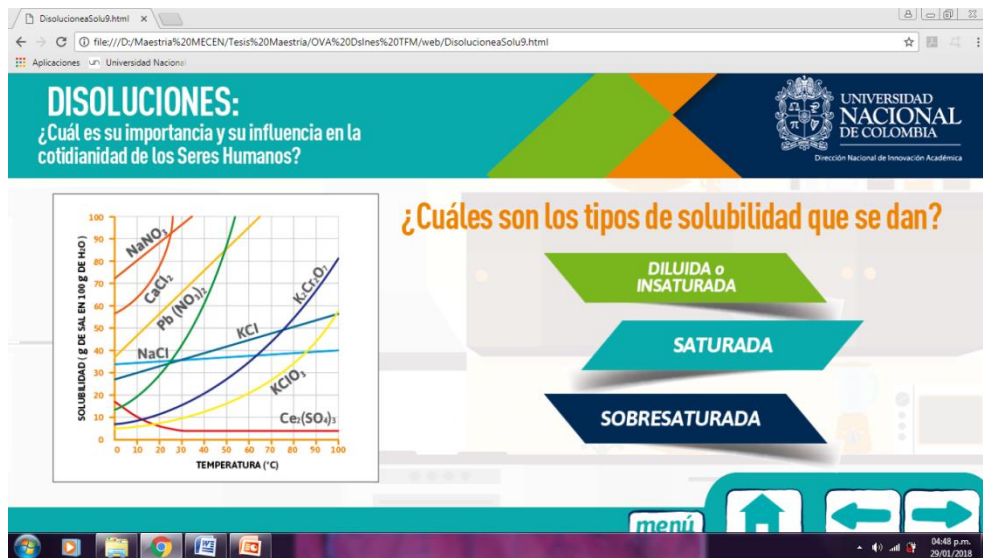 DisolucioneaSolu9.html
file:///D:/Maestria%20MECEN/Tesis%20Maestria/OVA%20DsInes%20TFM/web/DisolucioneaSolu9.html
Aplicaciones
Universidad Nacional
DISOLUCIONES:
¿Cuál es su importancia y su influencia en la
cotidianidad de los Seres Humanos?
UNIVERSIDAD
NACIONAL
DE COLOMBIA
Dirección Nacional de Innovación Académica
¿Cuáles son los tipos de solubilidad que se dan?
DILUIDA o
INSATURADA
SATURADA
SOBRESATURADA
SOLUBILIDAD ( g DE SAL EN 100 g DE H₂O )
100
90
80
70
60
50
40
30
20
10
0
NaNO₃
CaCl₂
Pb (NO₃)₂
K₂Cr₂O₇
KCl
NaCl
KClO₃
Ce₂(SO₄)₃
0 10 20 30 40 50 60 70 80 90 100
TEMPERATURA (°C)
menú
04:48 p.m.
29/01/2018